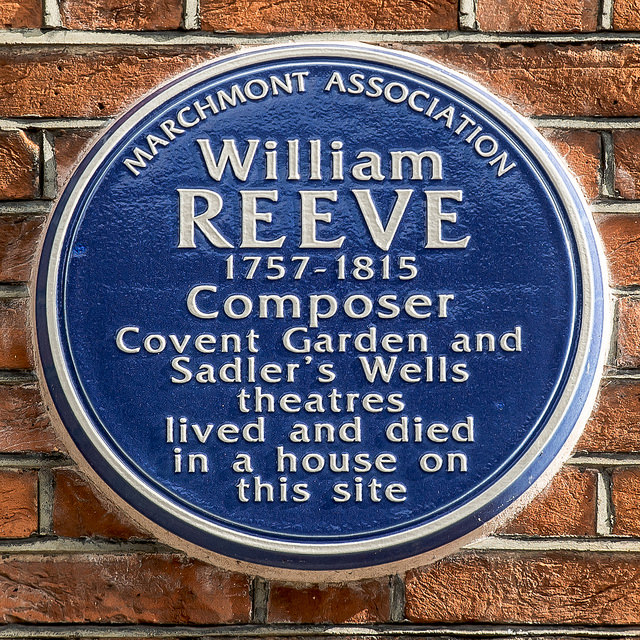 MARCHMONT ASSOCIATION
William
REEVE
1757-1815
Composer
Covent Garden and
Sadler's Wells
theatres
lived and died
in a house on
this site